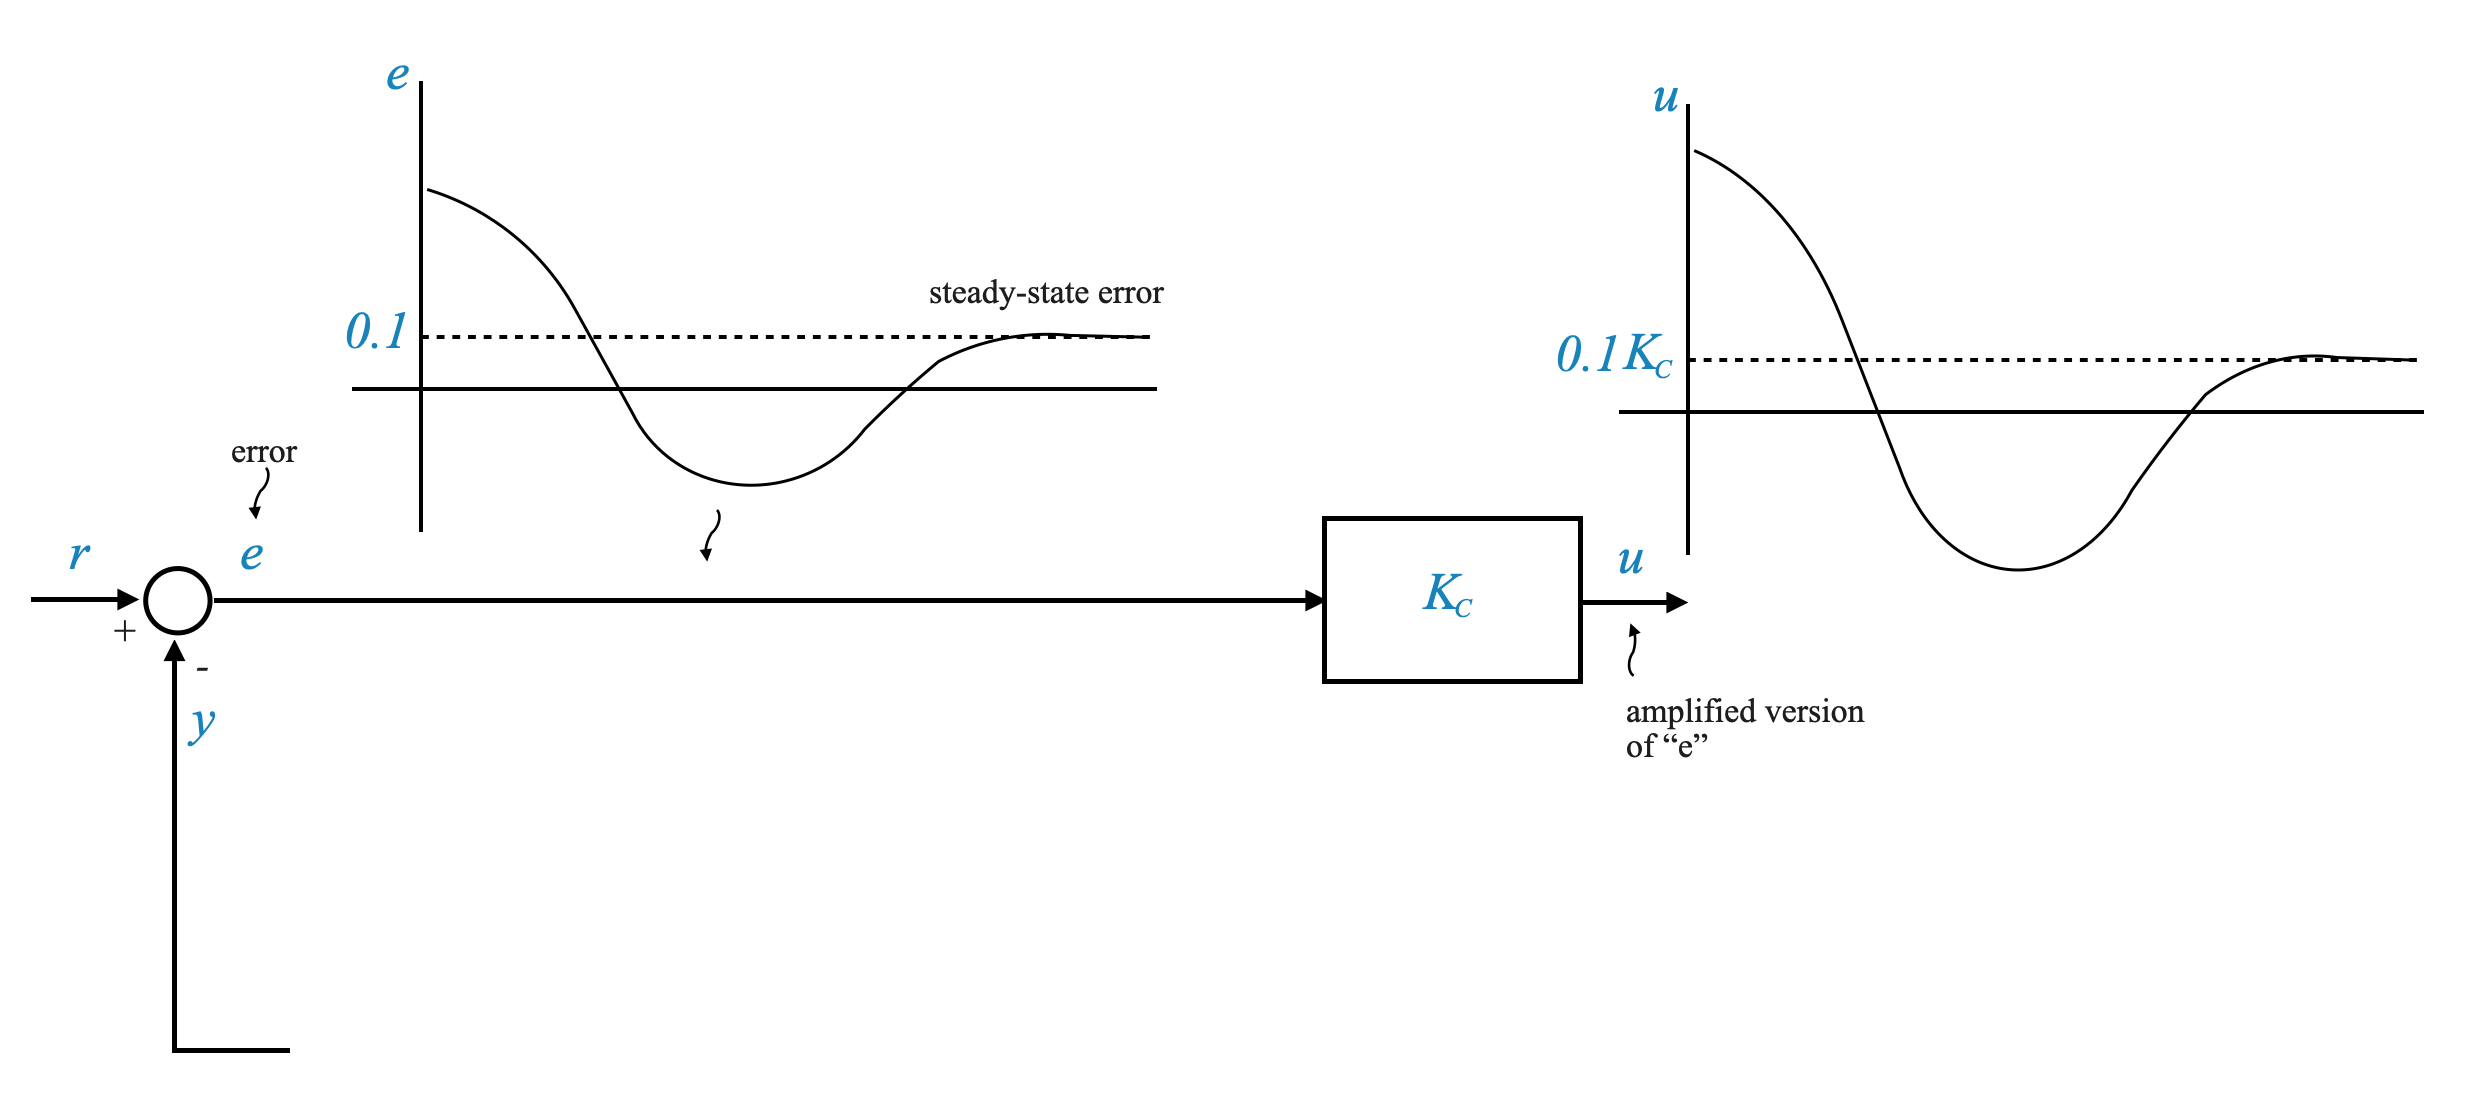 e
0.1
steady-state error
error
r
e
+
-
y
K_C
u
u
0.1K_C
amplified version
of “e”